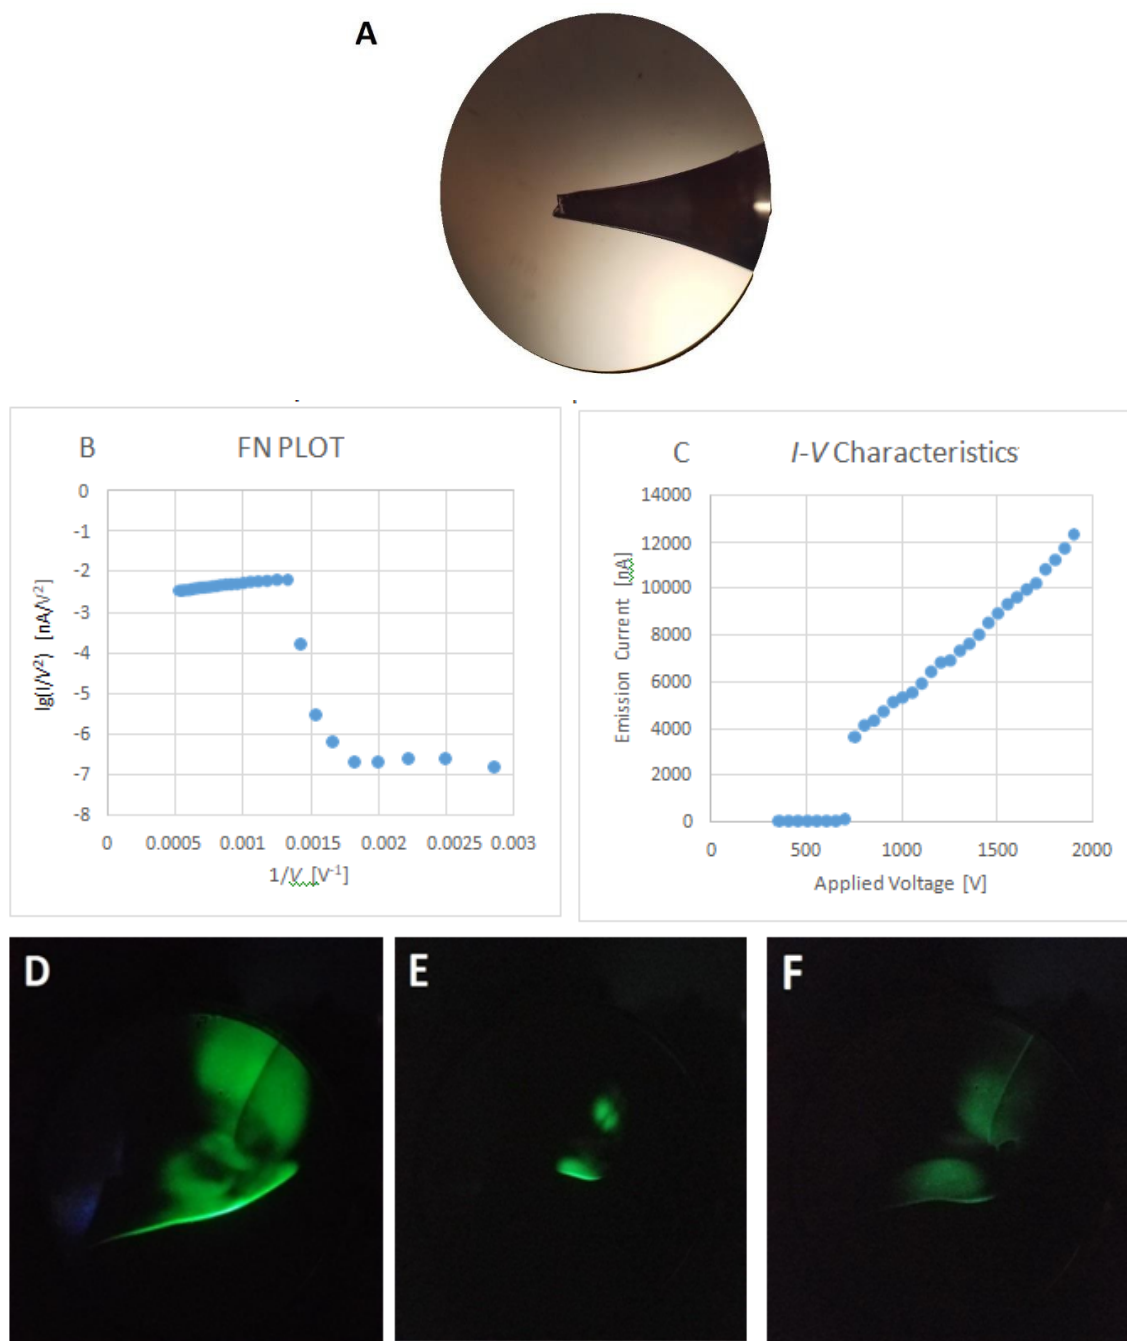 A
B
FN PLOT
0
-1
-2
-3
-4
-5
-6
-7
-8
lg(I/V²) [nA/V²]
0 0.0005 0.001 0.0015 0.002 0.0025 0.003
1/V [V⁻¹]
C
I-V Characteristics
14000
12000
10000
8000
6000
4000
2000
0
Emission Current [nA]
0 500 1000 1500 2000
Applied Voltage [V]
D
E
F